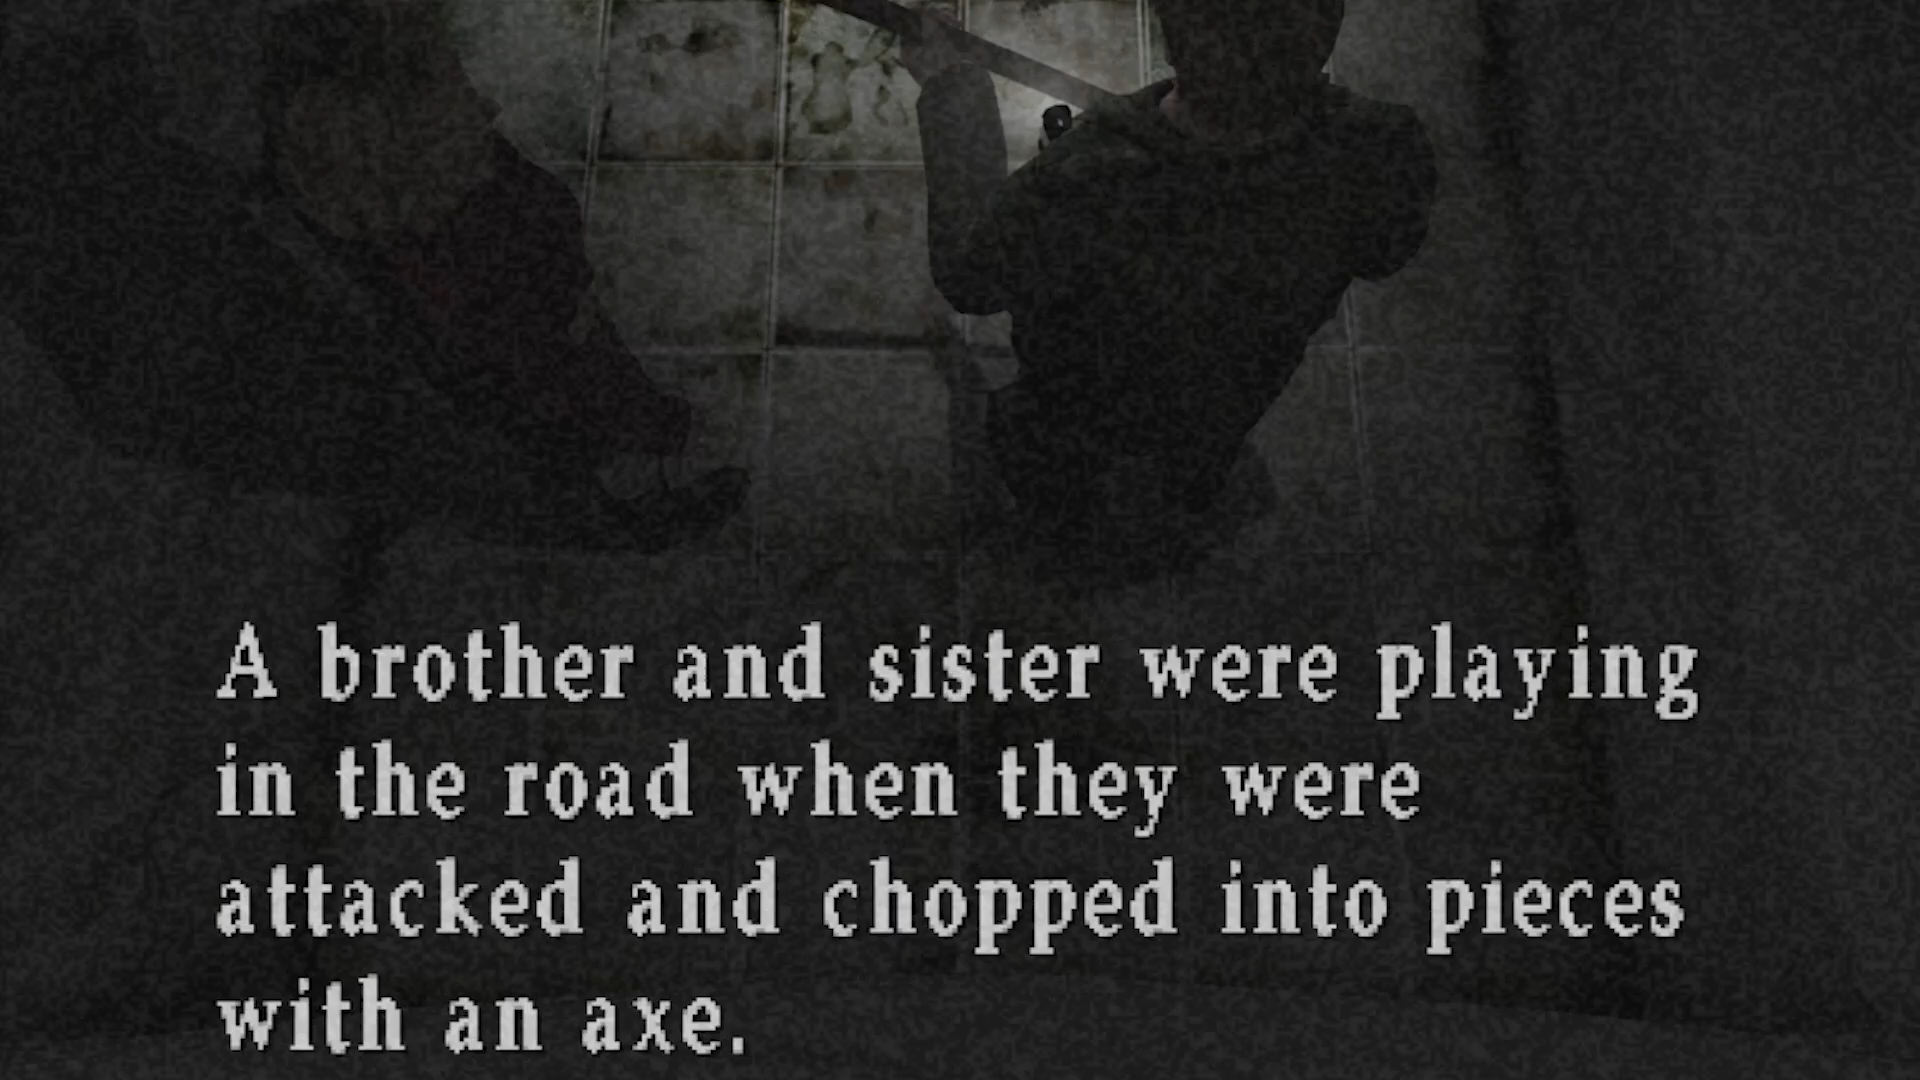 A brother and sister were playing
in the road when they were
attacked and chopped into pieces
with an axe.